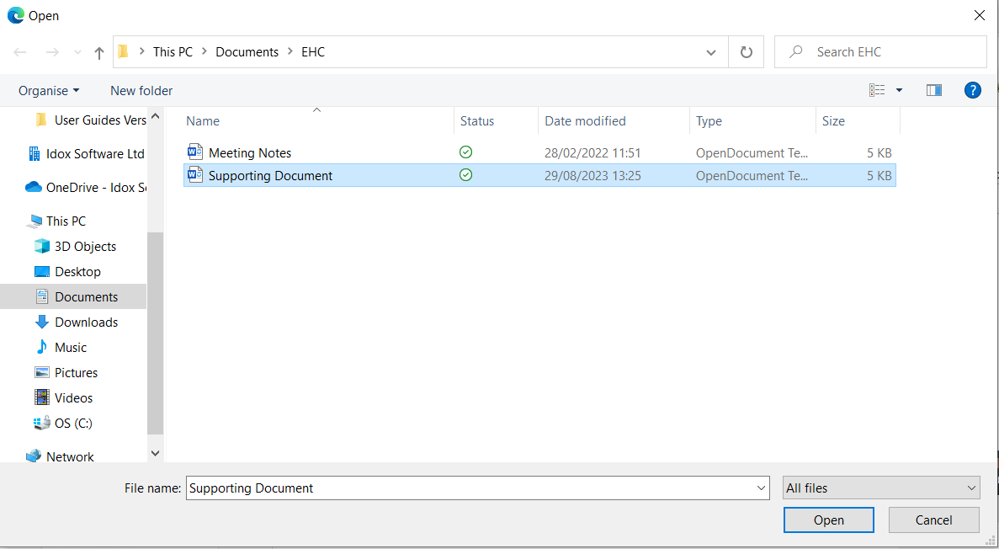 Open
This PC > Documents > EHC
Search EHC
Organise
New folder
?
Name
Status
Date modified
Type
Size
Meeting Notes 28/02/2022 11:51 OpenDocument Te... 5 KB
Supporting Document 29/08/2023 13:25 OpenDocument Te... 5 KB
User Guides Vers
Idox Software Ltd
OneDrive - Idox So
This PC
3D Objects
Desktop
Documents
Downloads
Music
Pictures
Videos
OS (C:)
Network
File name: Supporting Document
All files
Open
Cancel